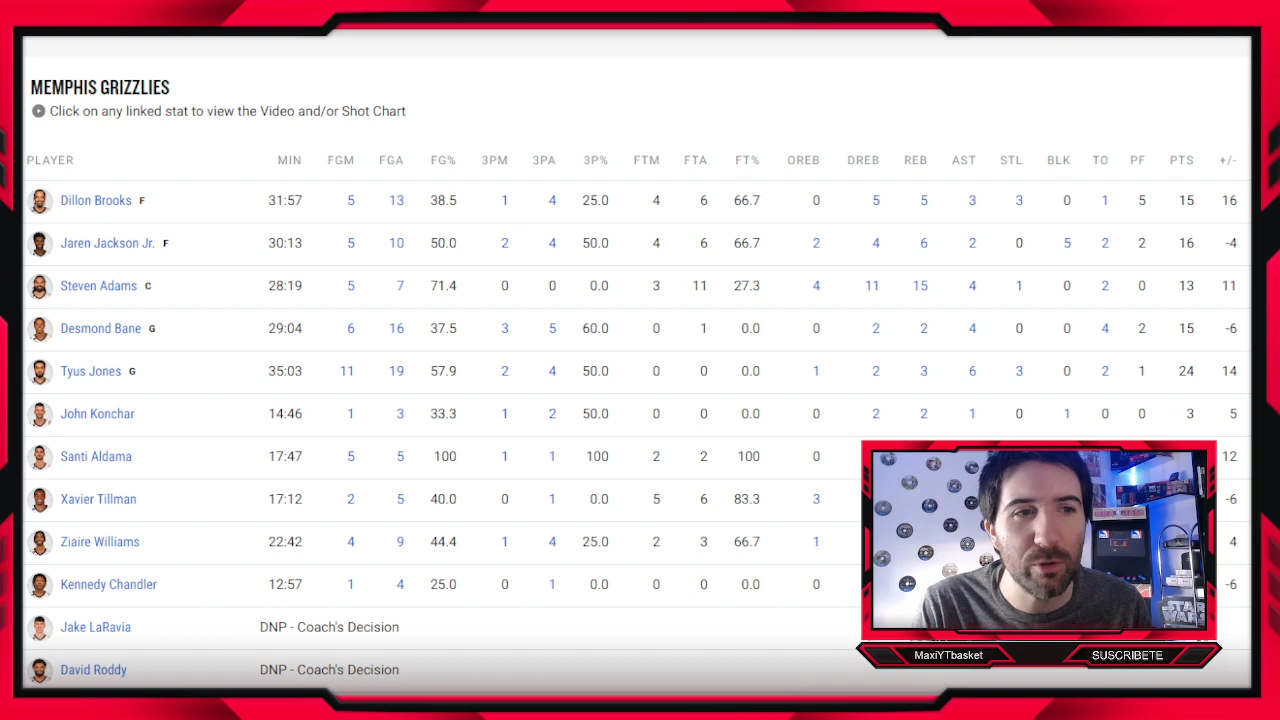 MEMPHIS GRIZZLIES
Click on any linked stat to view the Video and/or Shot Chart
PLAYER MIN FGM FGA FG% 3PM 3PA 3P% FTM FTA FT% OREB DREB REB AST STL BLK TO PF PTS +/-
Dillon Brooks F 31:57 5 13 38.5 1 4 25.0 4 6 66.7 0 5 5 3 3 0 1 5 15 16
Jaren Jackson Jr. F 30:13 5 10 50.0 2 4 50.0 4 6 66.7 2 4 6 2 0 5 2 2 16 -4
Steven Adams C 28:19 5 7 71.4 0 0 0.0 3 11 27.3 4 11 15 4 1 0 2 0 13 11
Desmond Bane G 29:04 6 16 37.5 3 5 60.0 0 1 0.0 0 2 2 4 0 0 4 2 15 -6
Tyus Jones G 35:03 11 19 57.9 2 4 50.0 0 0 0.0 1 2 3 6 3 0 2 1 24 14
John Konchar 14:46 1 3 33.3 1 2 50.0 0 0 0.0 0 2 2 1 0 1 0 0 3 5
Santi Aldama 17:47 5 5 100 1 1 100 2 2 100 0 12
Xavier Tillman 17:12 2 5 40.0 0 1 0.0 5 6 83.3 3 -6
Ziaire Williams 22:42 4 9 44.4 1 4 25.0 2 3 66.7 1 4
Kennedy Chandler 12:57 1 4 25.0 0 1 0.0 0 0 0.0 0 -6
Jake LaRavia DNP - Coach's Decision
David Roddy DNP - Coach's Decision
STAR
WARS
MaxiYTbasket
SUSCRIBETE